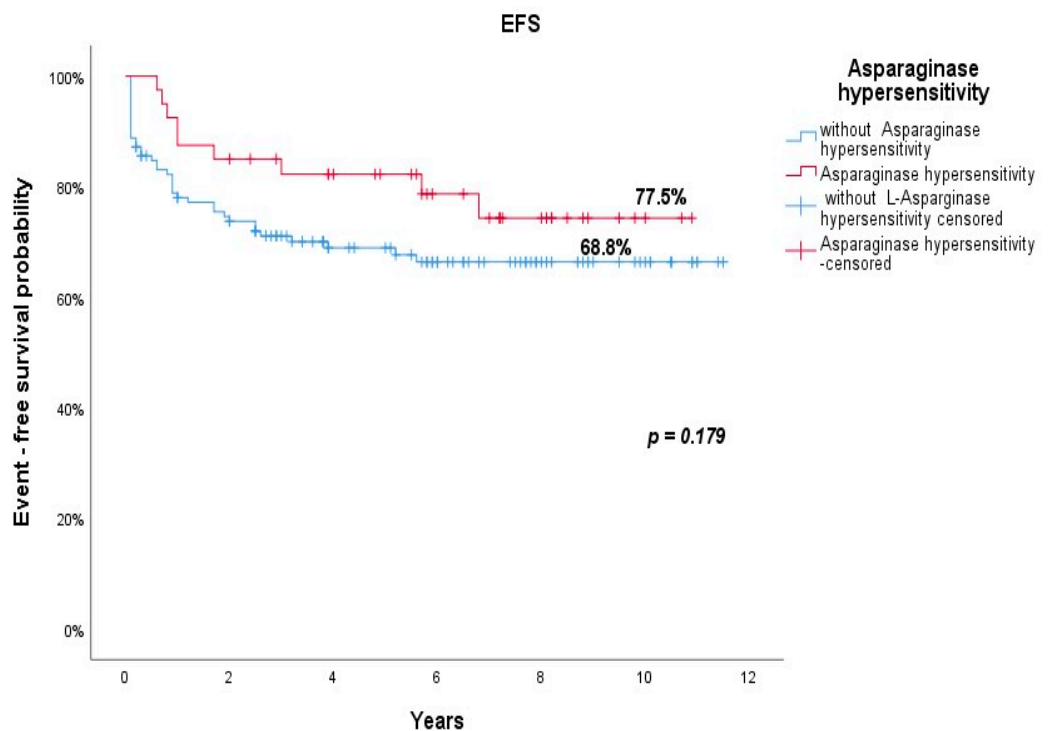 EFS
Event - free survival probability
100%
80%
60%
40%
20%
0%
0 2 4 6 8 10 12
Years
77.5%
68.8%
p = 0.179
Asparaginase
hypersensitivity
without Asparaginase
hypersensitivity
Asparaginase hypersensitivity
without L-Asparginase
hypersensitivity censored
Asparaginase hypersensitivity
-censored